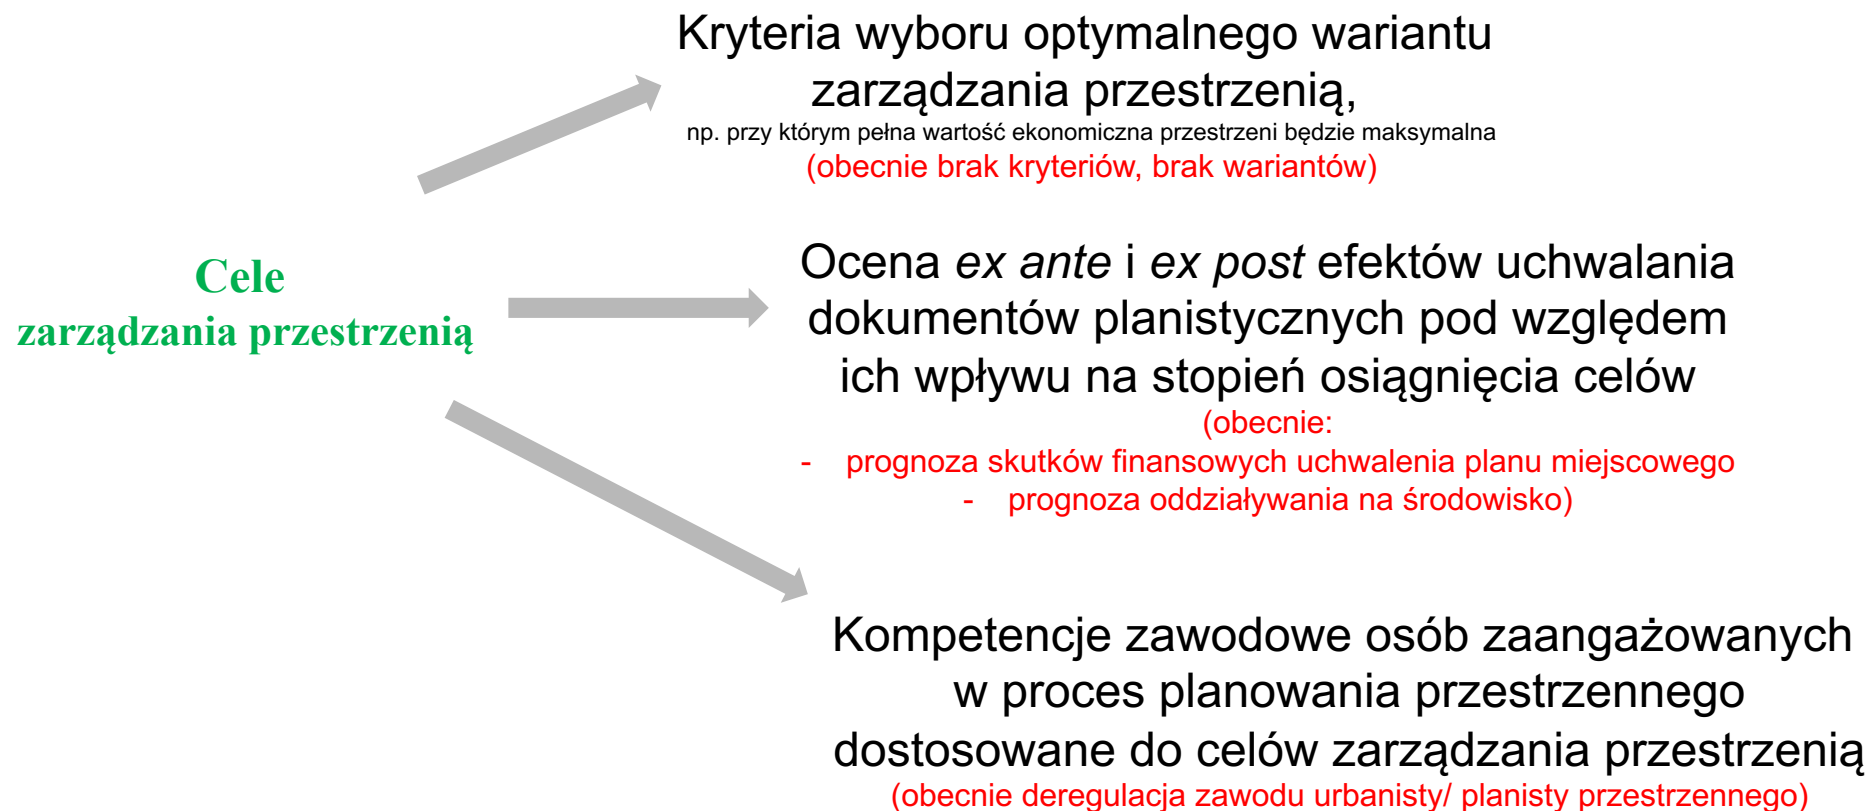 Kryteria wyboru optymalnego wariantu
zarządzania przestrzenią,
np. przy którym pełna wartość ekonomiczna przestrzeni będzie maksymalna
(obecnie brak kryteriów, brak wariantów)
Cele
zarządzania przestrzenią
Ocena ex ante i ex post efektów uchwalania
dokumentów planistycznych pod względem
ich wpływu na stopień osiągnięcia celów
(obecnie:
- prognoza skutków finansowych uchwalenia planu miejscowego
- prognoza oddziaływania na środowisko)
Kompetencje zawodowe osób zaangażowanych
w proces planowania przestrzennego
dostosowane do celów zarządzania przestrzenią
(obecnie deregulacja zawodu urbanisty/ planisty przestrzennego)